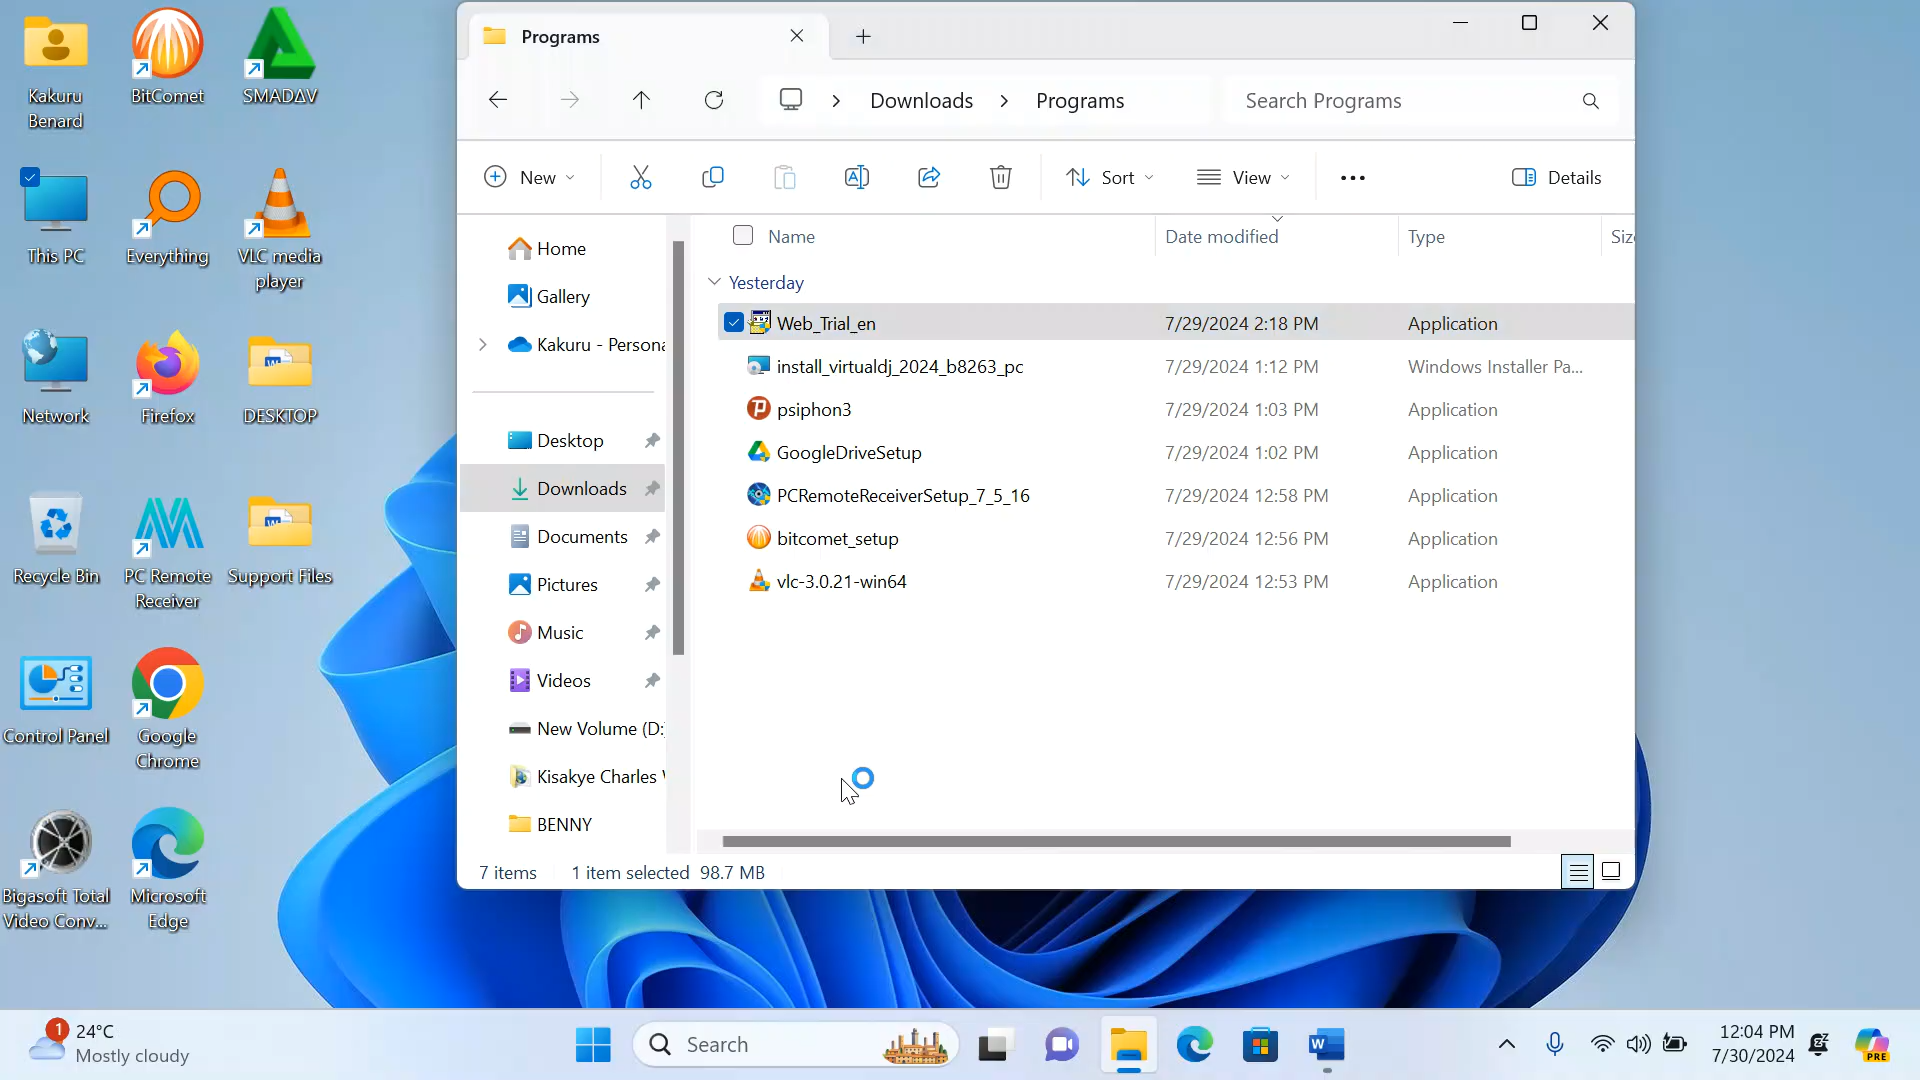 Kakuru
Benard
BitComet
SMADΔV
This PC
Everything
VLC media
player
Network
Firefox
DESKTOP
Recycle Bin
PC Remote
Receiver
Support Files
Control Panel
Google
Chrome
Bigasoft Total
Video Conv...
Microsoft
Edge
Programs
Downloads
Programs
Search Programs
New
Sort
View
Details
Home
Gallery
Kakuru - Persona
Desktop
Downloads
Documents
Pictures
Music
Videos
New Volume (D:)
Kisakye Charles
BENNY
Name
Date modified
Type
Siz
Yesterday
Web_Trial_en 7/29/2024 2:18 PM Application
install_virtualdj_2024_b8263_pc 7/29/2024 1:12 PM Windows Installer Pa...
psiphon3 7/29/2024 1:03 PM Application
GoogleDriveSetup 7/29/2024 1:02 PM Application
PCRemoteReceiverSetup_7_5_16 7/29/2024 12:58 PM Application
bitcomet_setup 7/29/2024 12:56 PM Application
vlc-3.0.21-win64 7/29/2024 12:53 PM Application
7 items 1 item selected 98.7 MB
1
24°C
Mostly cloudy
Search
W
12:04 PM
7/30/2024
PRE